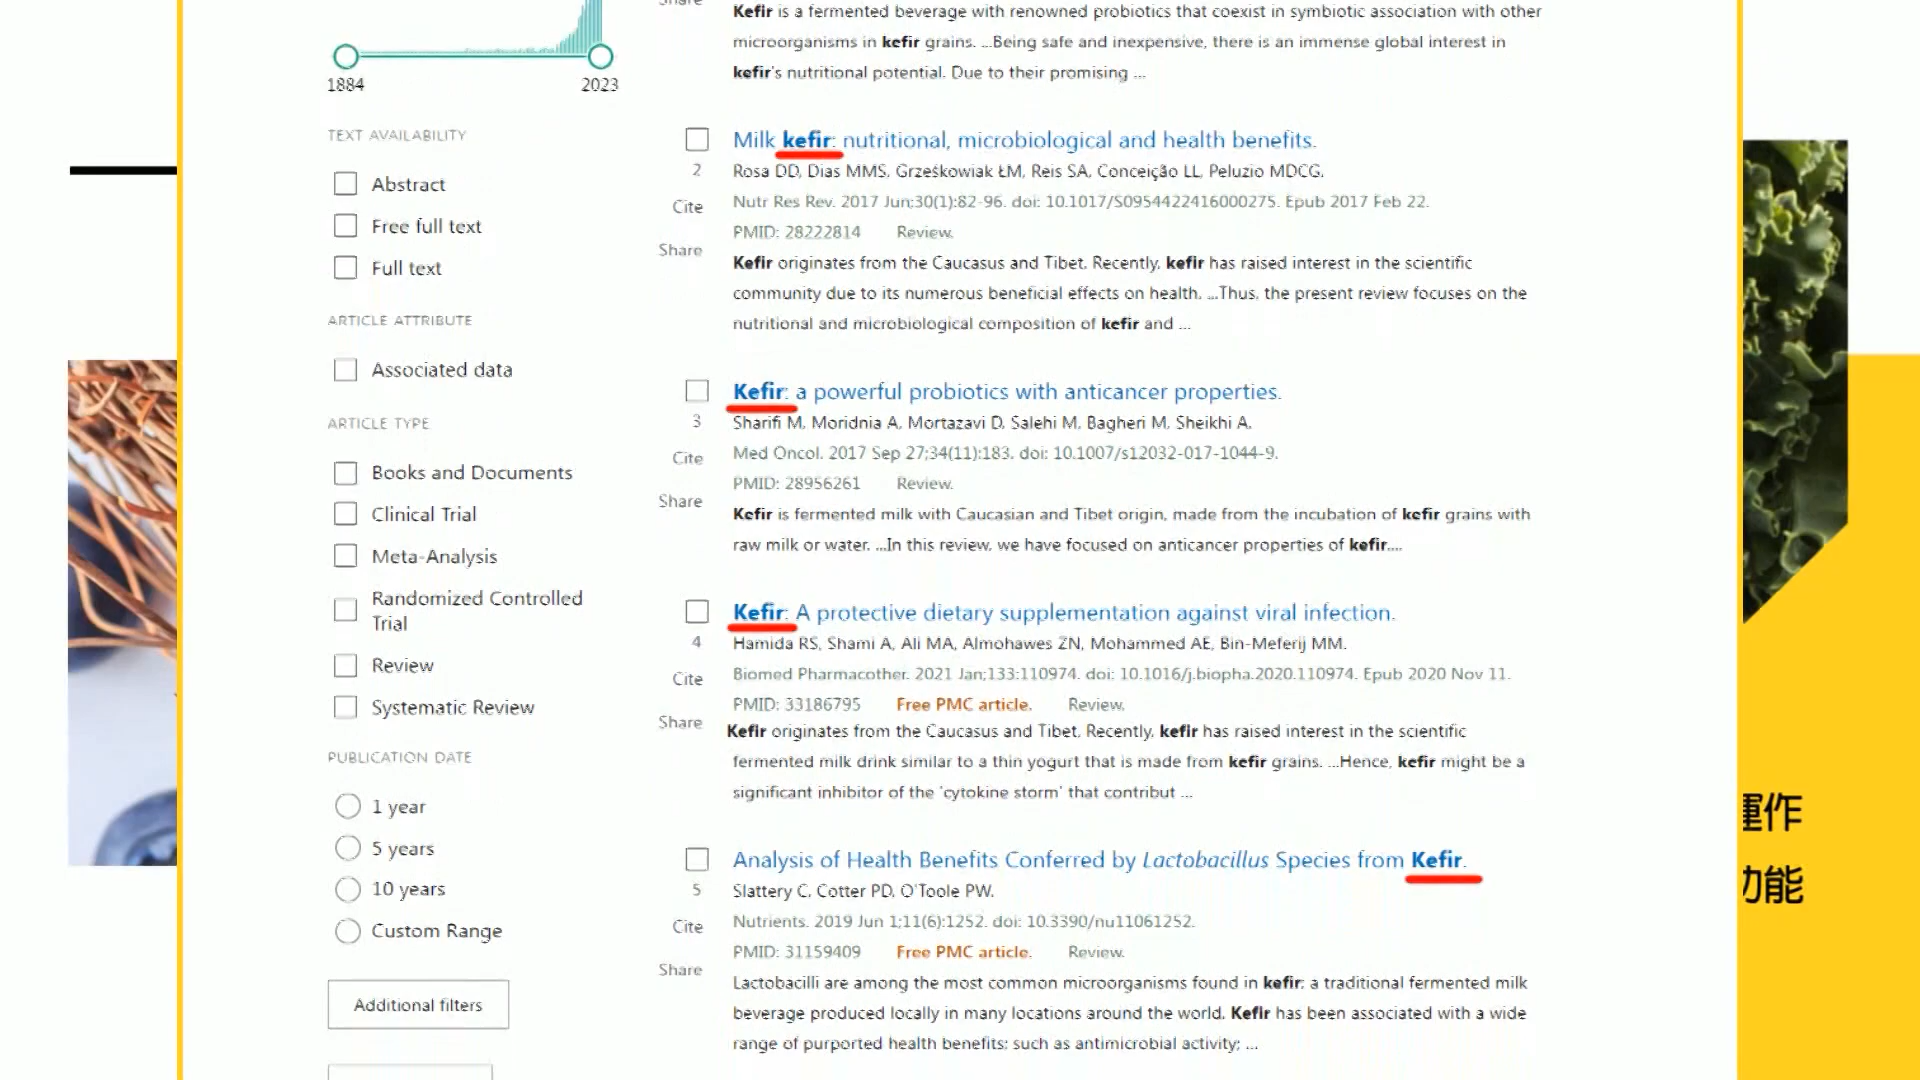 1884
2023
TEXT AVAILABILITY
Abstract
Free full text
Full text
ARTICLE ATTRIBUTE
Associated data
ARTICLE TYPE
Books and Documents
Clinical Trial
Meta-Analysis
Randomized Controlled
Trial
Review
Systematic Review
PUBLICATION DATE
1 year
5 years
10 years
Custom Range
Additional filters
Share
Kefir is a fermented beverage with renowned probiotics that coexist in symbiotic association with other
microorganisms in kefir grains. ...Being safe and inexpensive, there is an immense global interest in
kefir's nutritional potential. Due to their promising ...
Milk kefir: nutritional, microbiological and health benefits.
2
Rosa DD, Dias MMS, Grześkowiak ŁM, Reis SA, Conceição LL, Peluzio MDCG.
Cite
Nutr Res Rev. 2017 Jun;30(1):82-96. doi: 10.1017/S0954422416000275. Epub 2017 Feb 22.
PMID: 28222814 Review.
Share
Kefir originates from the Caucasus and Tibet. Recently, kefir has raised interest in the scientific
community due to its numerous beneficial effects on health. ...Thus, the present review focuses on the
nutritional and microbiological composition of kefir and ...
Kefir: a powerful probiotics with anticancer properties.
3
Sharifi M, Moridnia A, Mortazavi D, Salehi M, Bagheri M, Sheikhi A.
Cite
Med Oncol. 2017 Sep 27;34(11):183. doi: 10.1007/s12032-017-1044-9.
PMID: 28956261 Review.
Share
Kefir is fermented milk with Caucasian and Tibet origin, made from the incubation of kefir grains with
raw milk or water. ...In this review, we have focused on anticancer properties of kefir....
Kefir: A protective dietary supplementation against viral infection.
4
Hamida RS, Shami A, Ali MA, Almohawes ZN, Mohammed AE, Bin-Meferij MM.
Cite
Biomed Pharmacother. 2021 Jan;133:110974. doi: 10.1016/j.biopha.2020.110974. Epub 2020 Nov 11.
PMID: 33186795 Free PMC article. Review.
Share
Kefir originates from the Caucasus and Tibet. Recently, kefir has raised interest in the scientific
fermented milk drink similar to a thin yogurt that is made from kefir grains. ...Hence, kefir might be a
significant inhibitor of the 'cytokine storm' that contribut ...
Analysis of Health Benefits Conferred by Lactobacillus Species from Kefir.
5
Slattery C, Cotter PD, O'Toole PW.
Cite
Nutrients. 2019 Jun 1;11(6):1252. doi: 10.3390/nu11061252.
PMID: 31159409 Free PMC article. Review.
Share
Lactobacilli are among the most common microorganisms found in kefir; a traditional fermented milk
beverage produced locally in many locations around the world. Kefir has been associated with a wide
range of purported health benefits; such as antimicrobial activity; ...
運作
功能